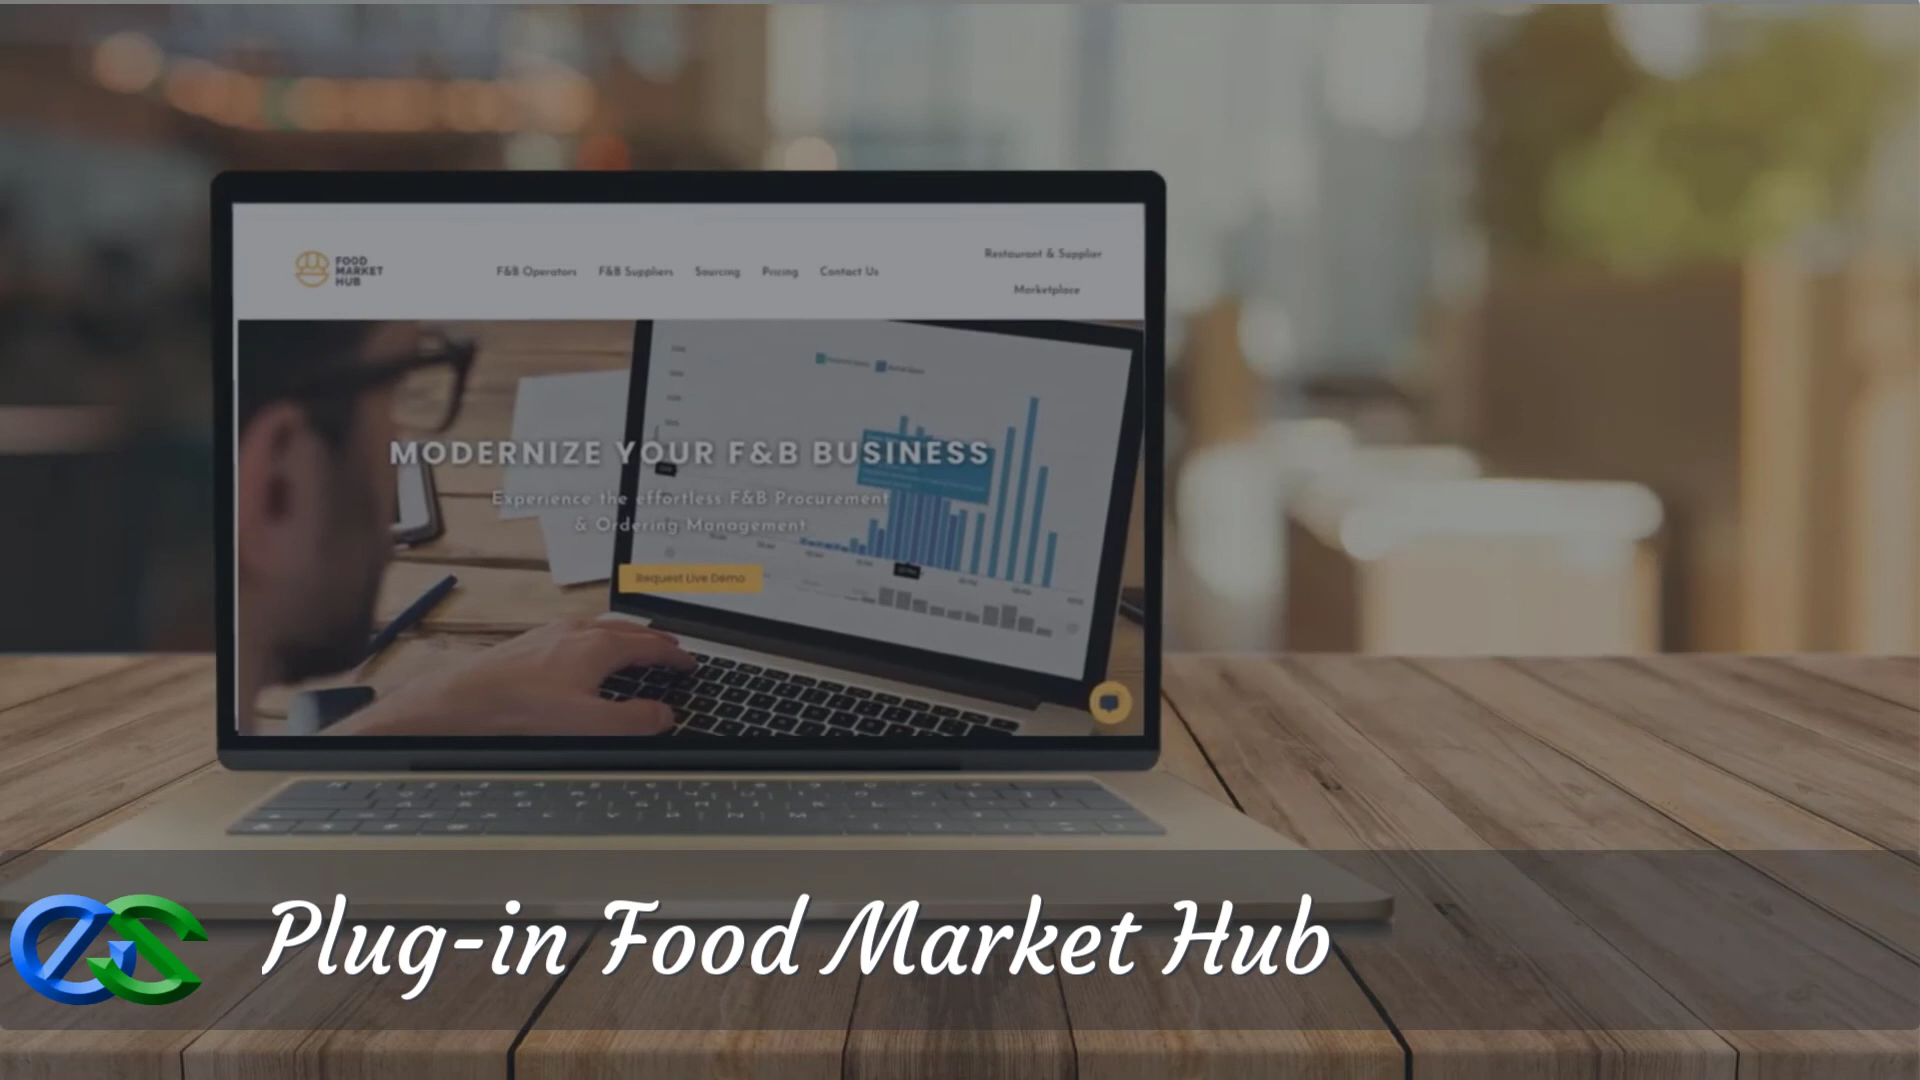 FOOD
MARKET
HUB
F&B Operators F&B Suppliers Sourcing Pricing Contact Us
Restaurant & Supplier
Marketplace
MODERNIZE YOUR F&B BUSINESS
Experience the effortless F&B Procurement
& Ordering Management
Request Live Demo
Plug-in Food Market Hub